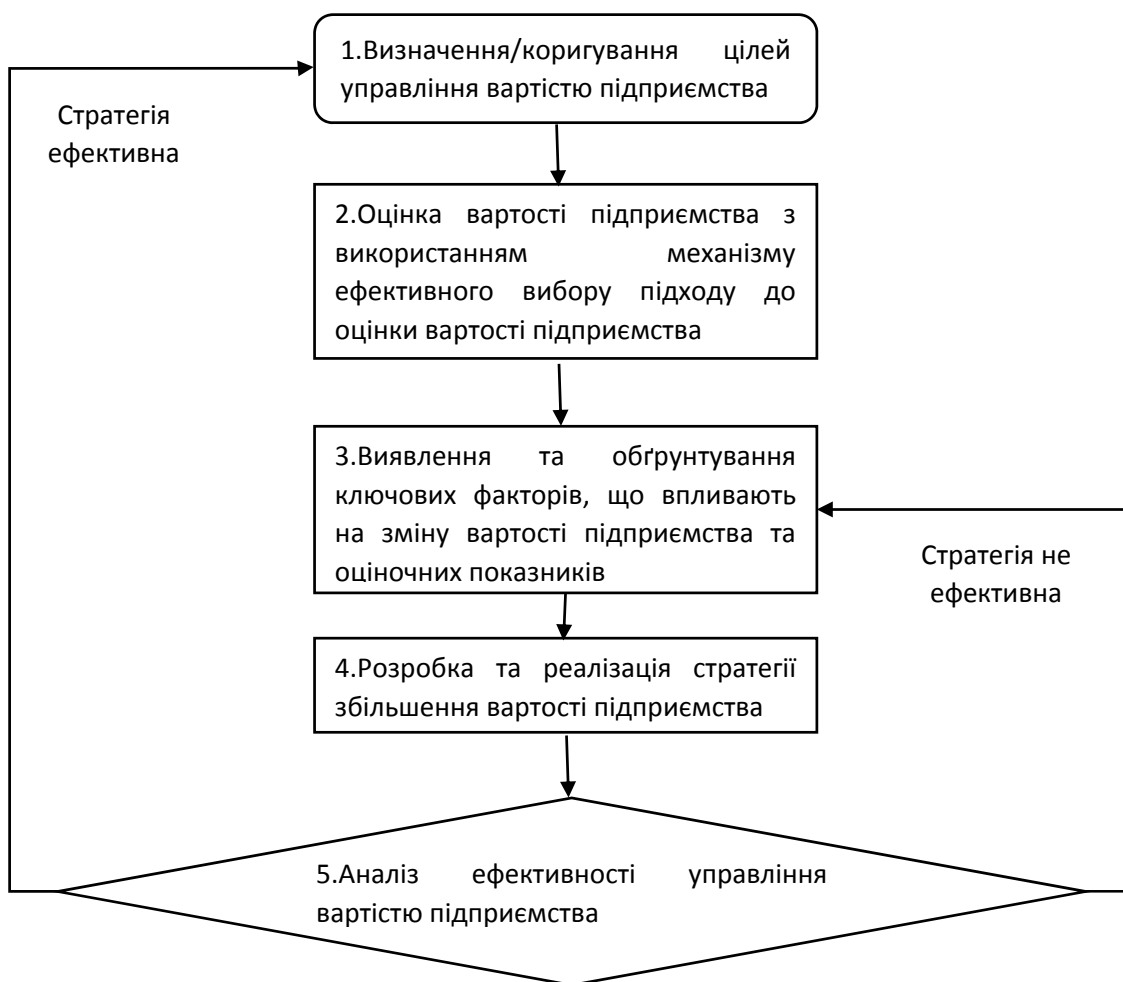 1.Визначення/коригування цілей
управління вартістю підприємства
Стратегія
ефективна
2.Оцінка вартості підприємства з
використанням механізму
ефективного вибору підходу до
оцінки вартості підприємства
3.Виявлення та обґрунтування
ключових факторів, що впливають
на зміну вартості підприємства та
оціночних показників
Стратегія не
ефективна
4.Розробка та реалізація стратегії
збільшення вартості підприємства
5.Аналіз ефективності управління
вартістю підприємства